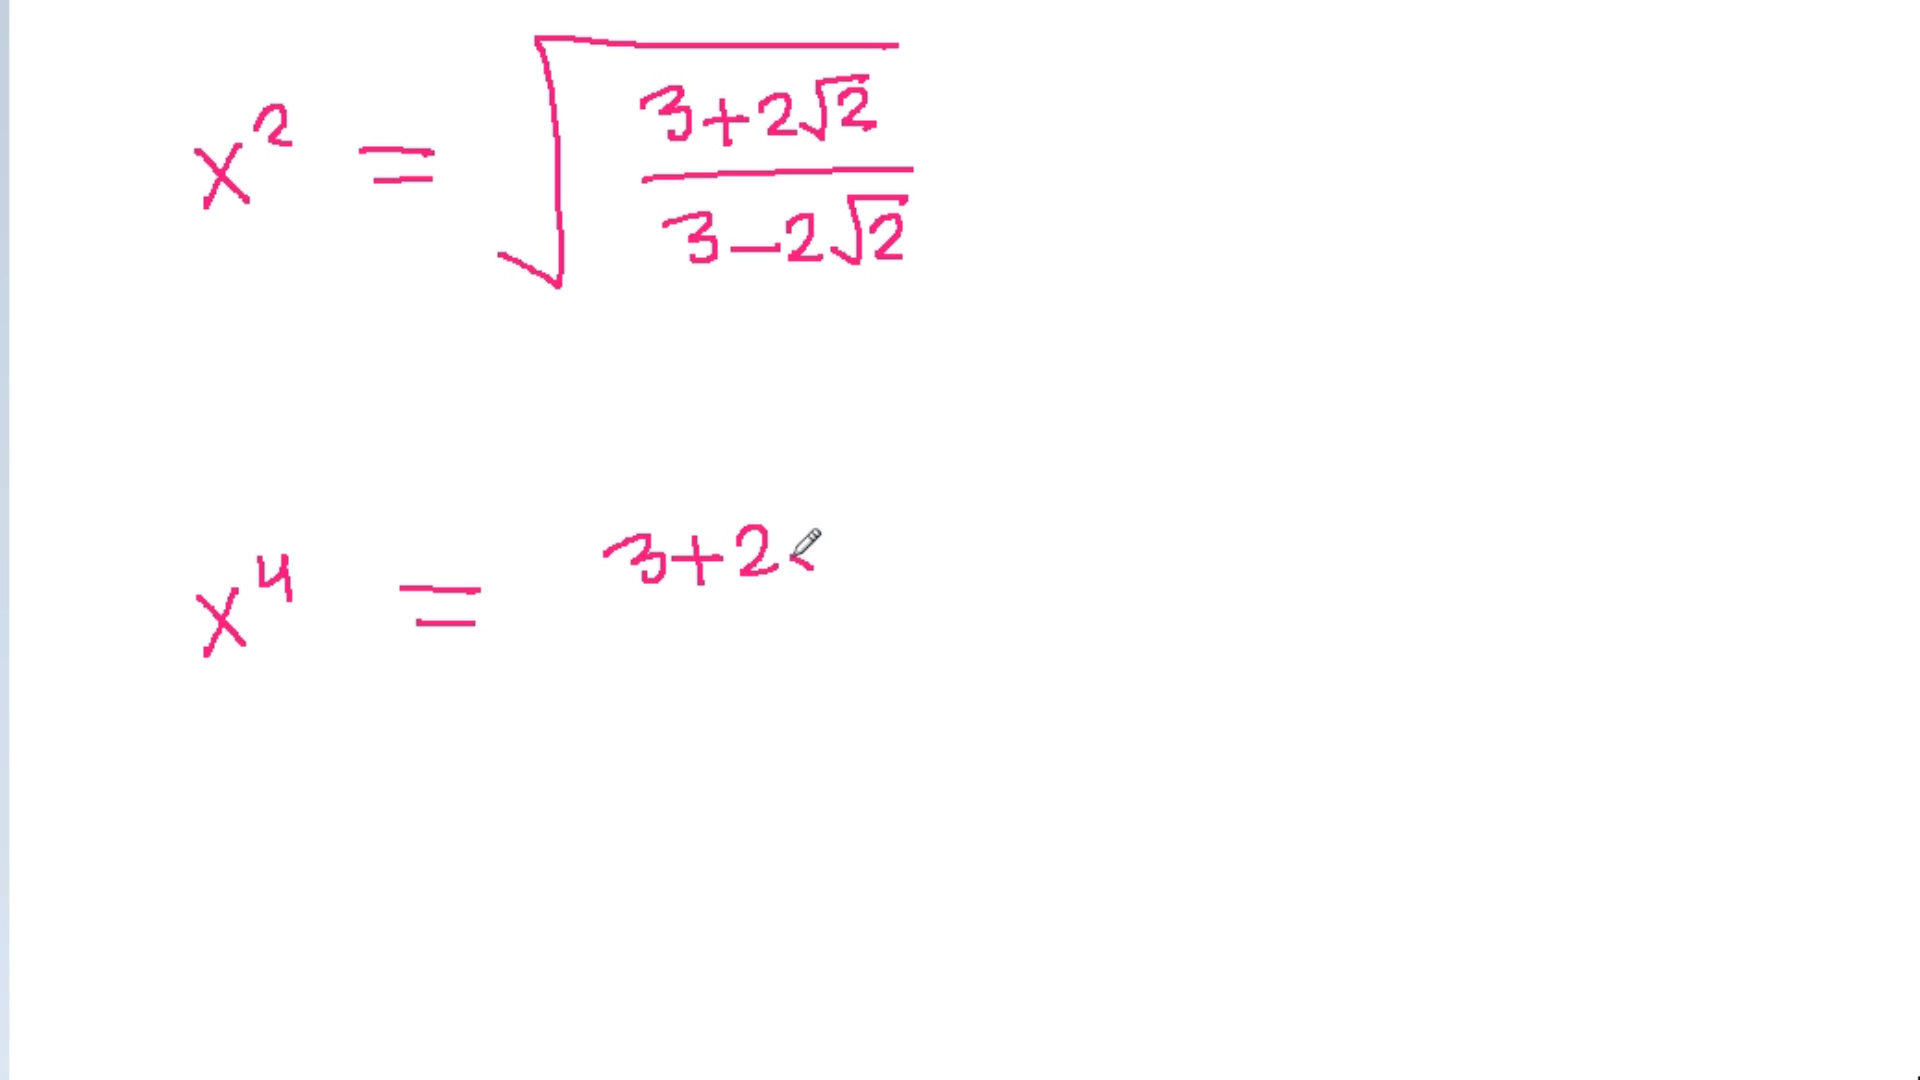 x² = √((3+2√2)/(3-2√2))
x⁴ = 3+2